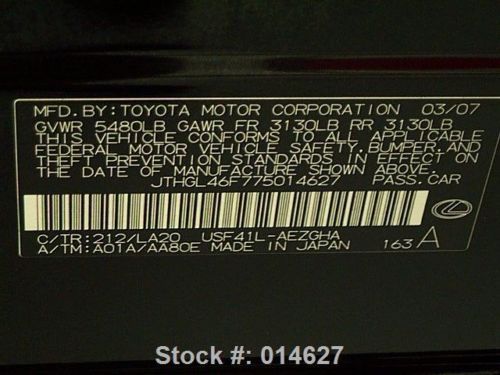 MFD.BY:TOYOTA MOTOR CORPORATION 03/07
GVWR 5480LB GAWR FR 3130LB RR 3130LB
THIS VEHICLE CONFORMS TO ALL APPLICABLE
FEDERAL MOTOR VEHICLE SAFETY,BUMPER,AND
THEFT PREVENTION STANDARDS IN EFFECT ON
THE DATE OF MANUFACTURE SHOWN ABOVE.
JTHGL46F775014627 PASS.CAR
C/TR:212/LA20 USF41L-AEZGHA
A/TM:A01A/AA80E MADE IN JAPAN 163 A
Stock #: 014627